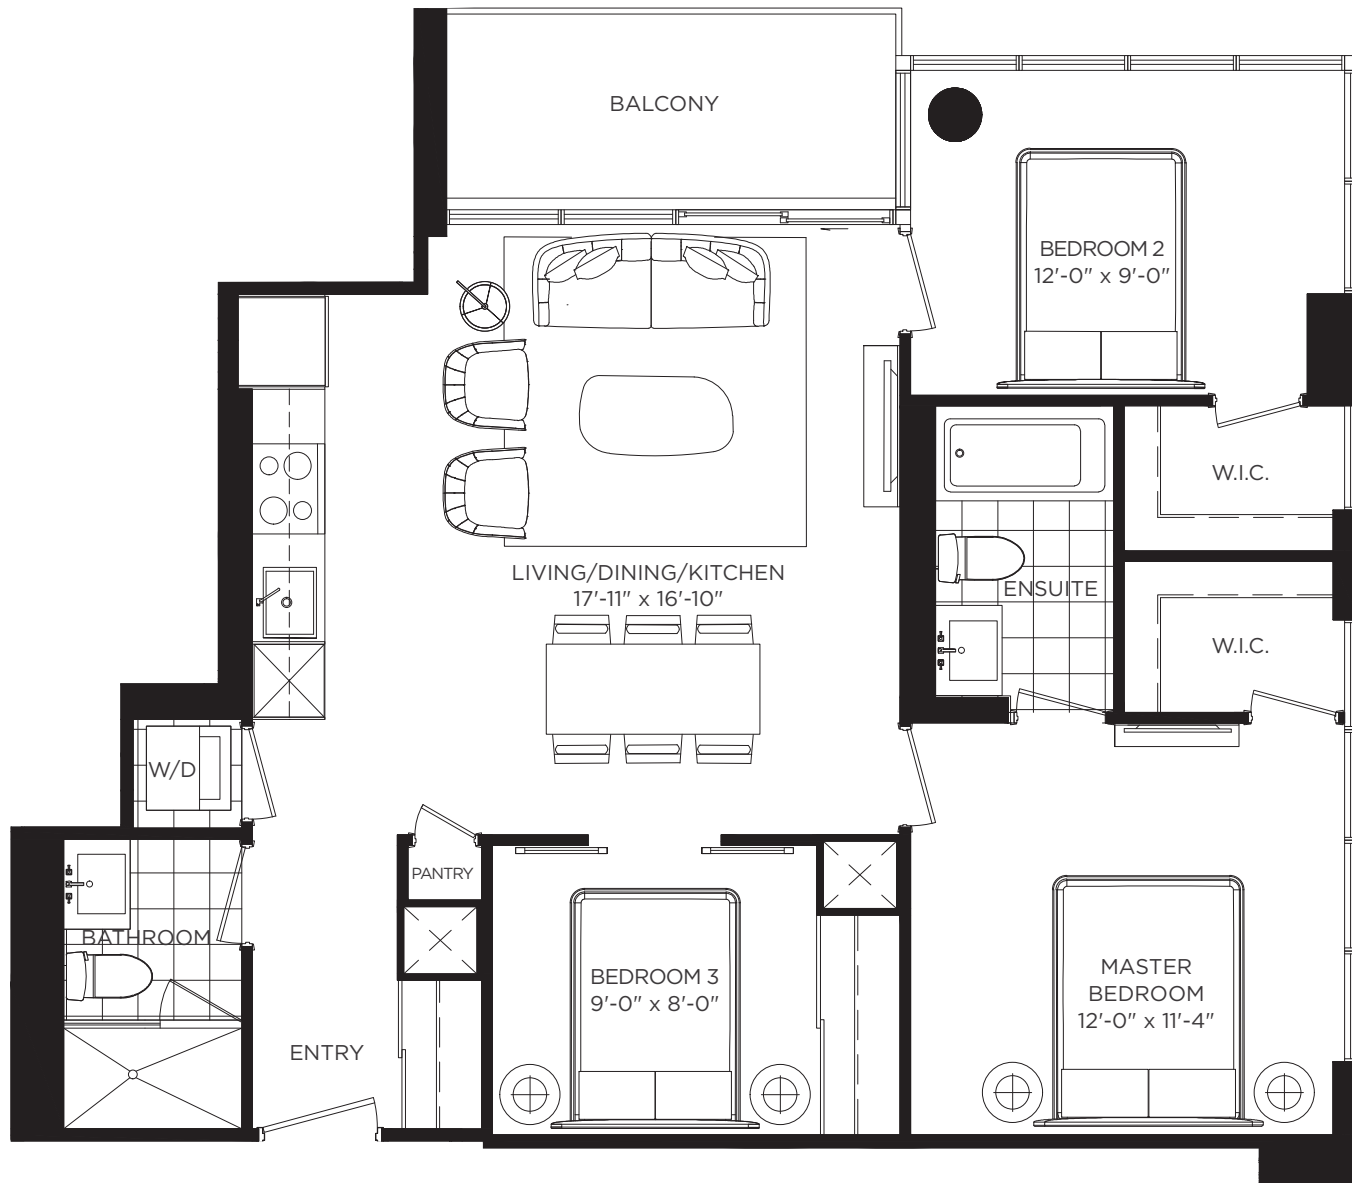 BALCONY
BEDROOM 2
12'-0" x 9'-0"
W.I.C.
LIVING/DINING/KITCHEN
17'-11" x 16'-10"
ENSUITE
W.I.C.
W/D
PANTRY
BATHROOM
BEDROOM 3
9'-0" x 8'-0"
MASTER
BEDROOM
12'-0" x 11'-4"
ENTRY